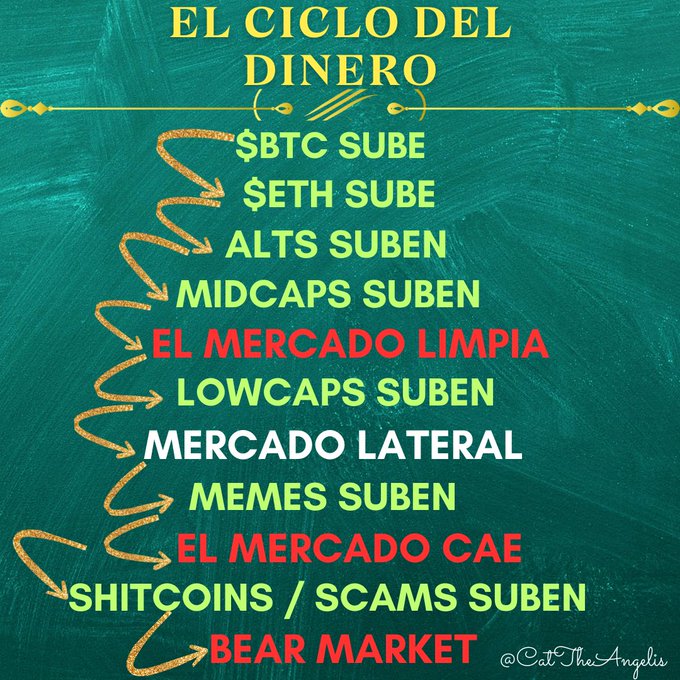 EL CICLO DEL
DINERO
$BTC SUBE
$ETH SUBE
ALTS SUBEN
MIDCAPS SUBEN
EL MERCADO LIMPIA
LOWCAPS SUBEN
MERCADO LATERAL
MEMES SUBEN
EL MERCADO CAE
SHITCOINS / SCAMS SUBEN
BEAR MARKET
@CatTheAngelis